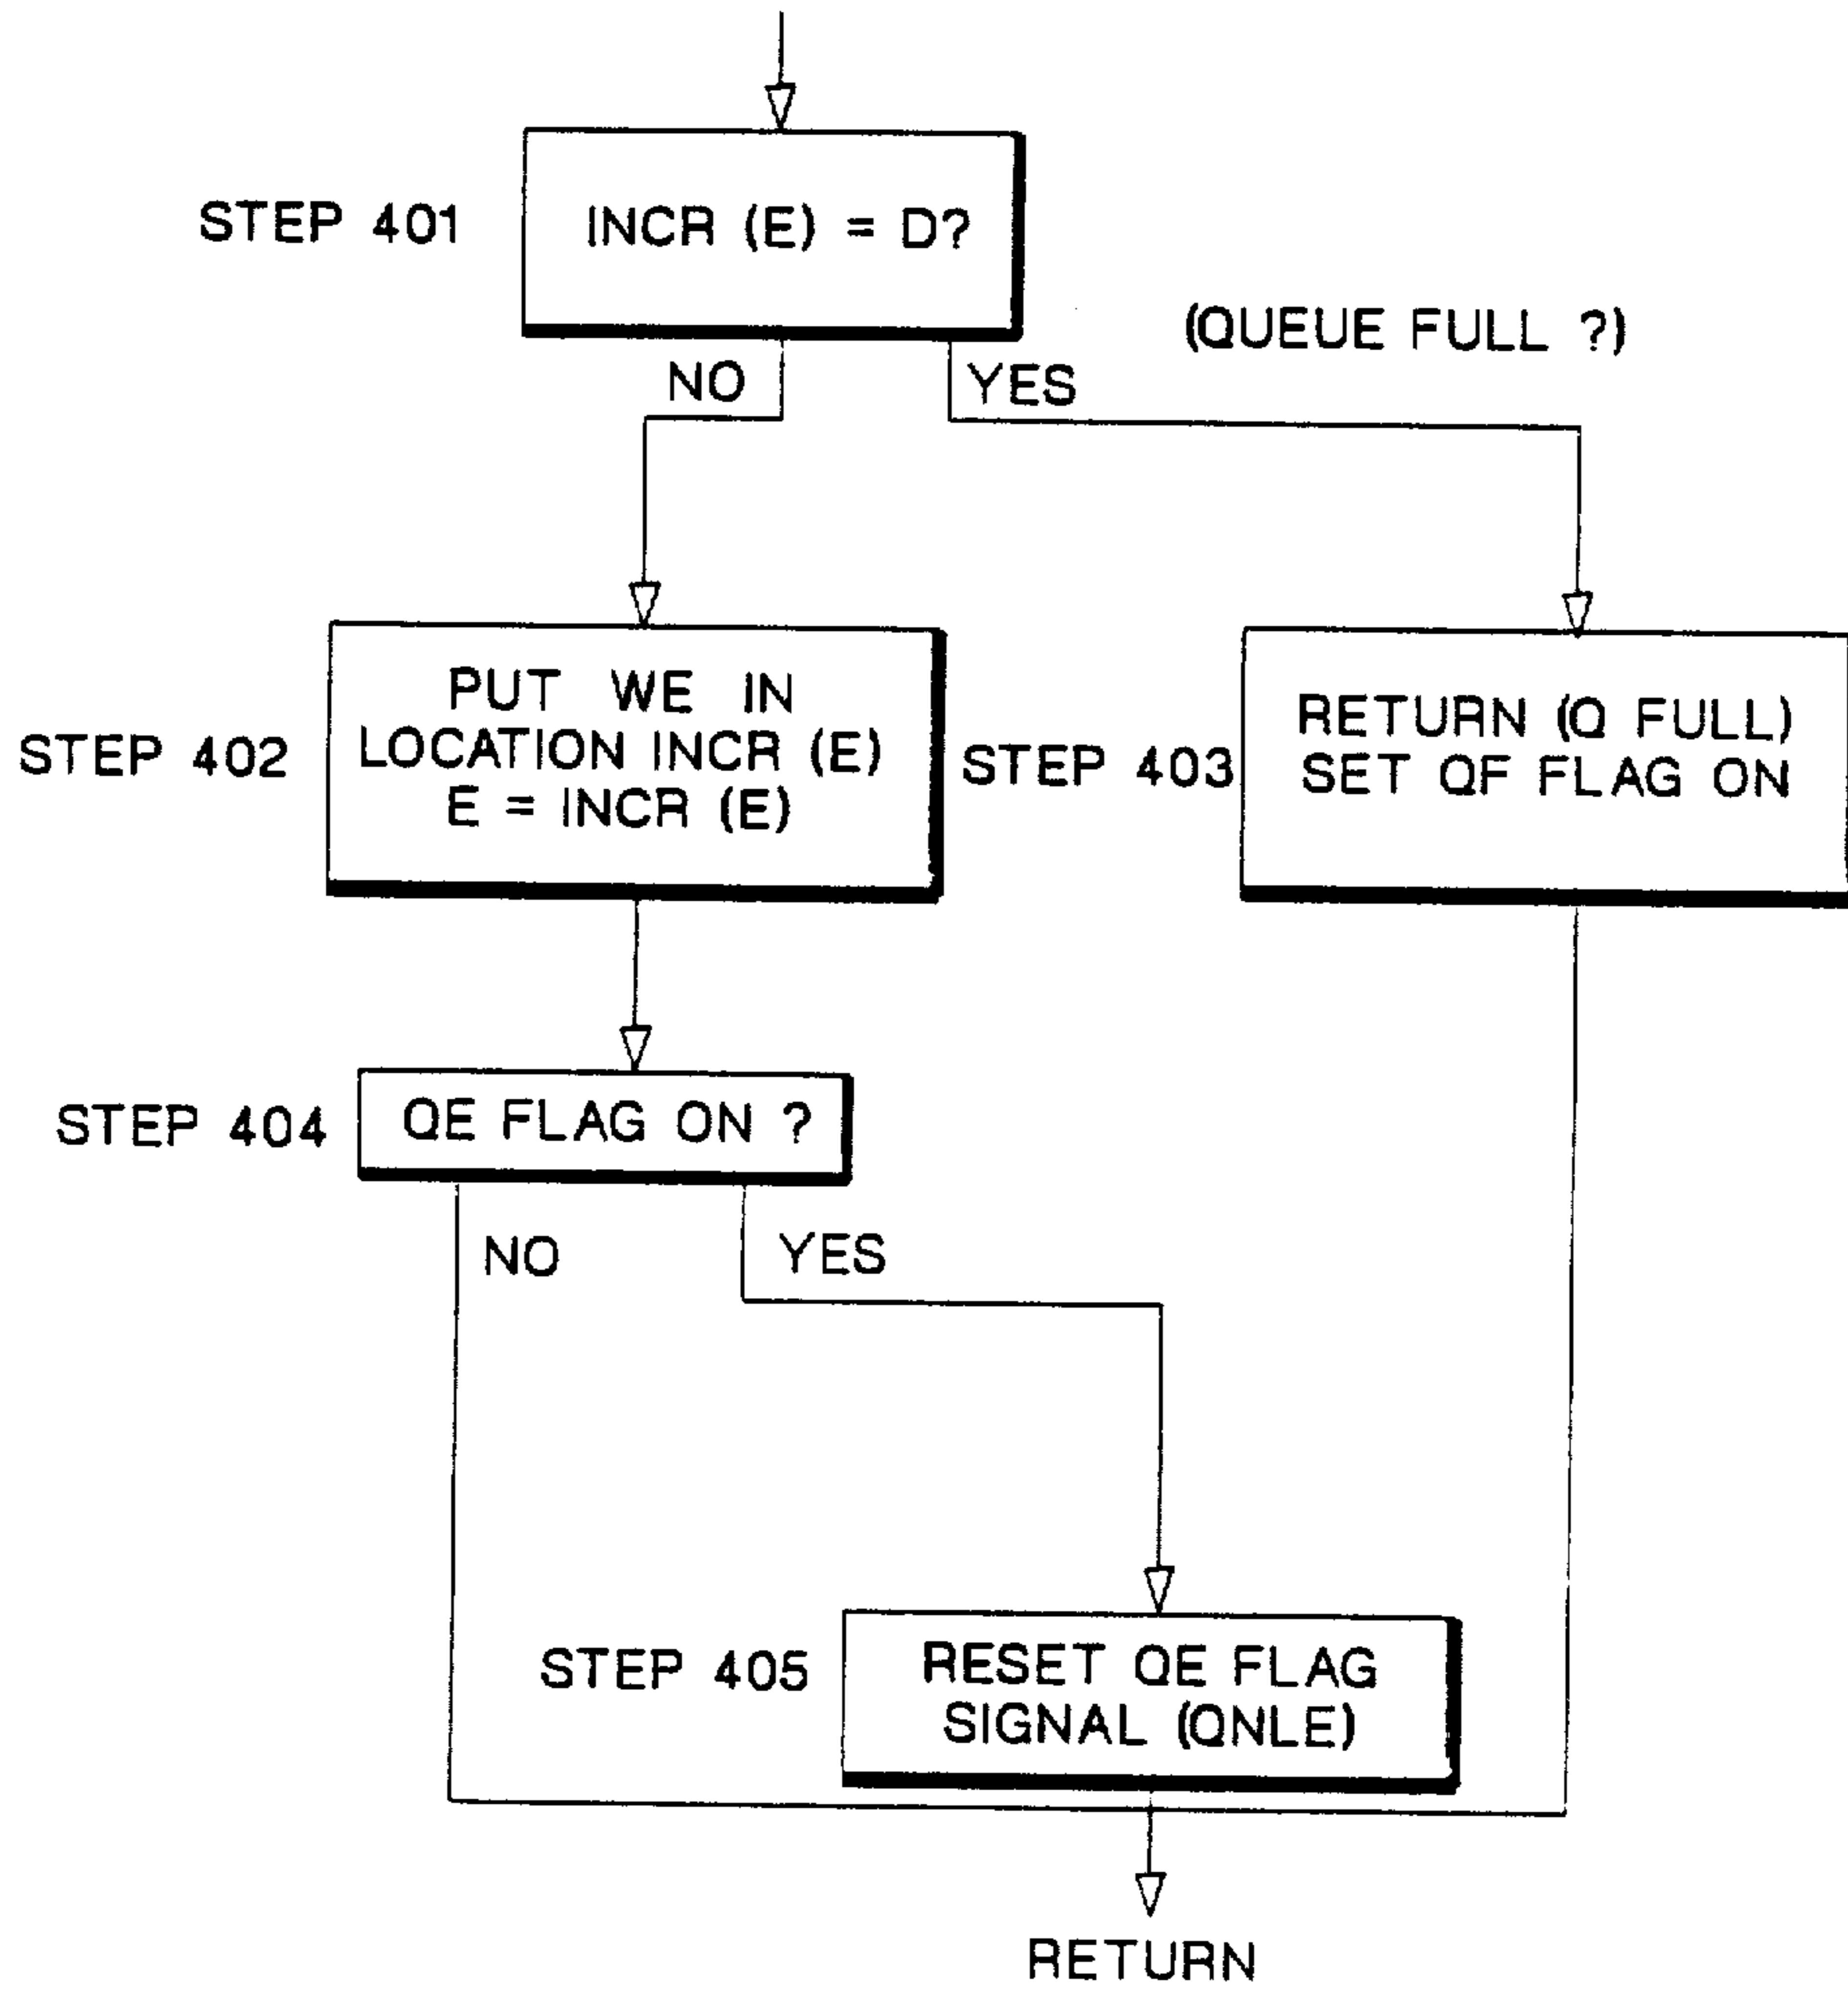 STEP 401
INCR (E) = D?
(QUEUE FULL ?)
NO
YES
STEP 402
PUT WE IN
LOCATION INCR (E)
E = INCR (E)
STEP 403
RETURN (Q FULL)
SET QF FLAG ON
STEP 404
QE FLAG ON ?
NO
YES
STEP 405
RESET QE FLAG
SIGNAL (QNLE)
RETURN